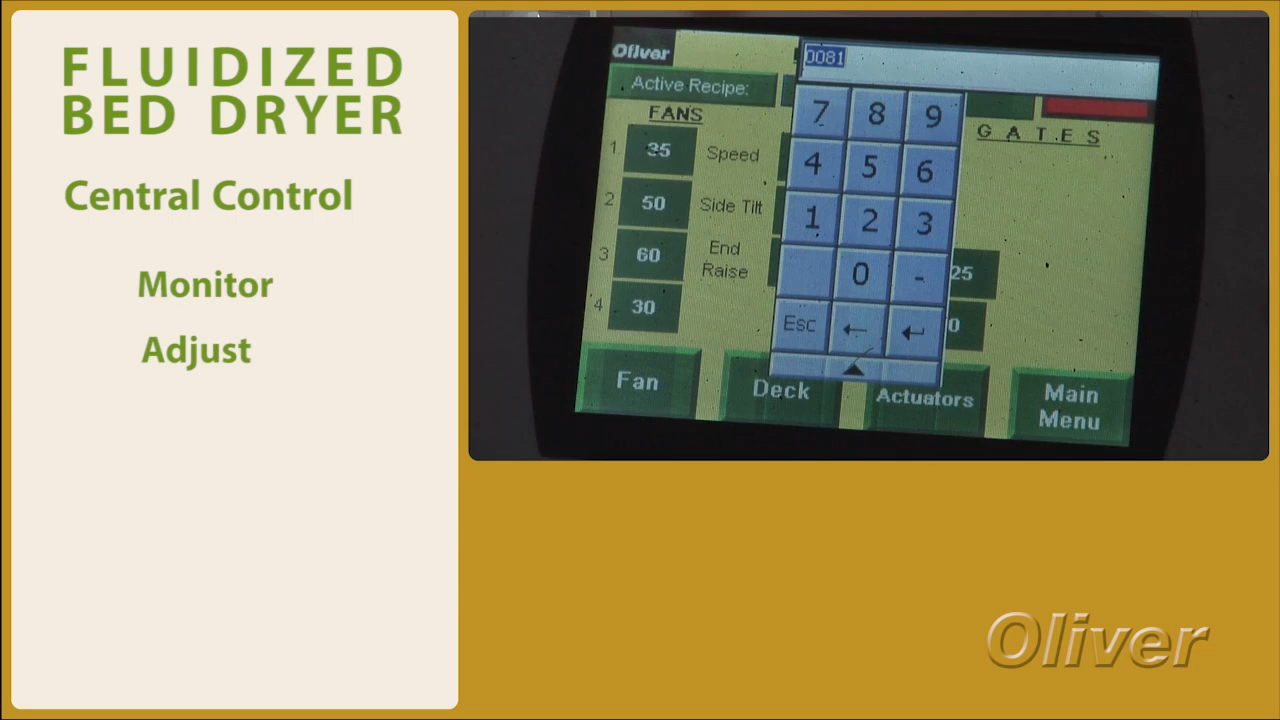 FLUIDIZED
BED DRYER
Central Control
Monitor
Adjust
Oliver
0081
Active Recipe:
FANS
GATES
1 35 Speed
2 50 Side Tilt
3 60 End Raise
4 30
7 8 9
4 5 6
1 2 3
0 -
Esc ← ↵
25
0
Fan
Deck
Actuators
Main
Menu
Oliver